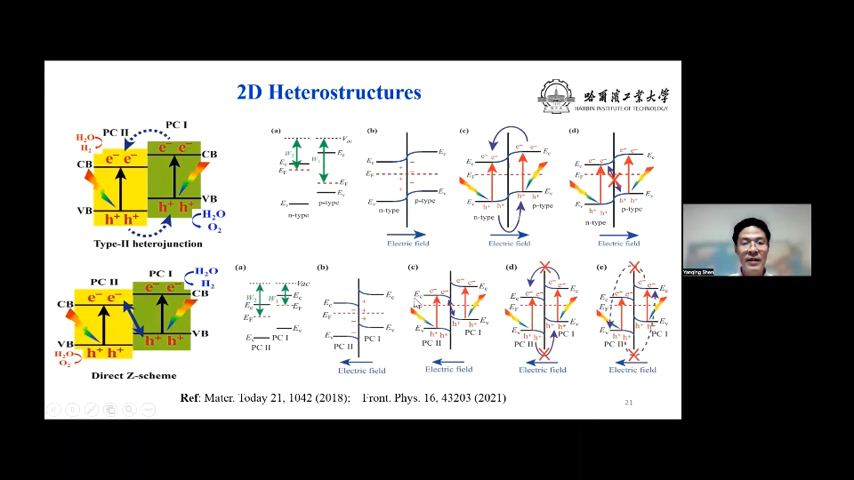 2D Heterostructures
哈爾濱工業大學
HARBIN INSTITUTE OF TECHNOLOGY
PC II
PC I
H₂O
H₂
e⁻ e⁻
e⁻ e⁻
CB
CB
VB
VB
h⁺ h⁺
h⁺ h⁺
H₂O
O₂
Type-II heterojunction
(a)
(b)
(c)
(d)
n-type
p-type
n-type
p-type
n-type
p-type
n-type
p-type
Electric field
Electric field
Electric field
PC II
PC I
H₂O
H₂
e⁻ e⁻
e⁻ e⁻
CB
CB
VB
VB
h⁺ h⁺
h⁺ h⁺
H₂O
O₂
Direct Z-scheme
(a)
(b)
(c)
(d)
(e)
PC II
PC I
PC II
PC I
PC II
PC I
PC II
PC I
PC II
PC I
Electric field
Electric field
Electric field
Electric field
Ref: Mater. Today 21, 1042 (2018); Front. Phys. 16, 43203 (2021)
21
Yanqing Shen